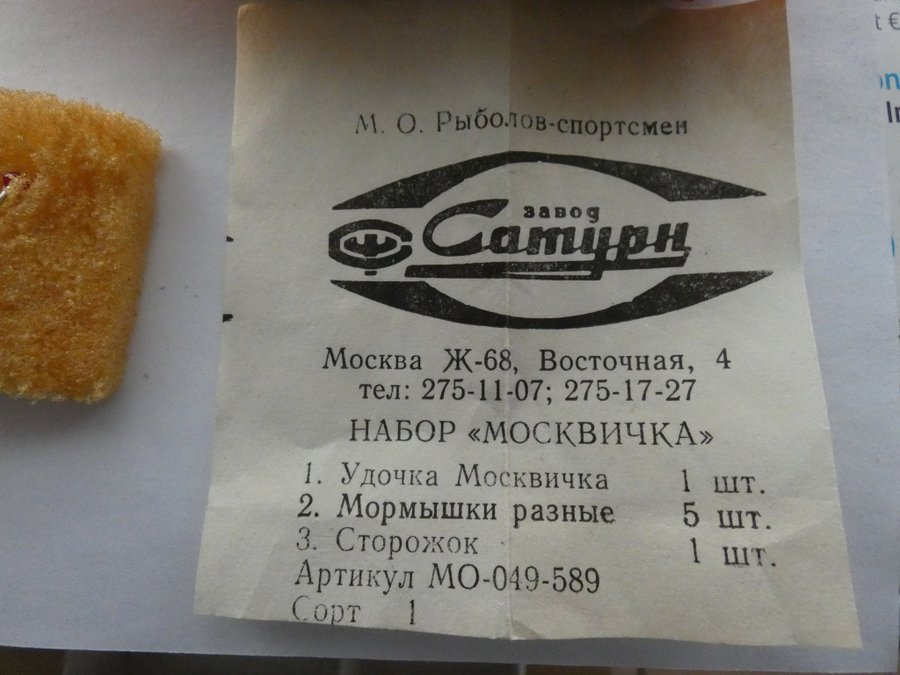 М. О. Рыболов-спортсмен
завод
Сатурн
Москва Ж-68, Восточная, 4
тел: 275-11-07; 275-17-27
НАБОР «МОСКВИЧКА»
1. Удочка Москвичка 1 шт.
2. Мормышки разные 5 шт.
3. Сторожок 1 шт.
Артикул МО-049-589
Сорт 1